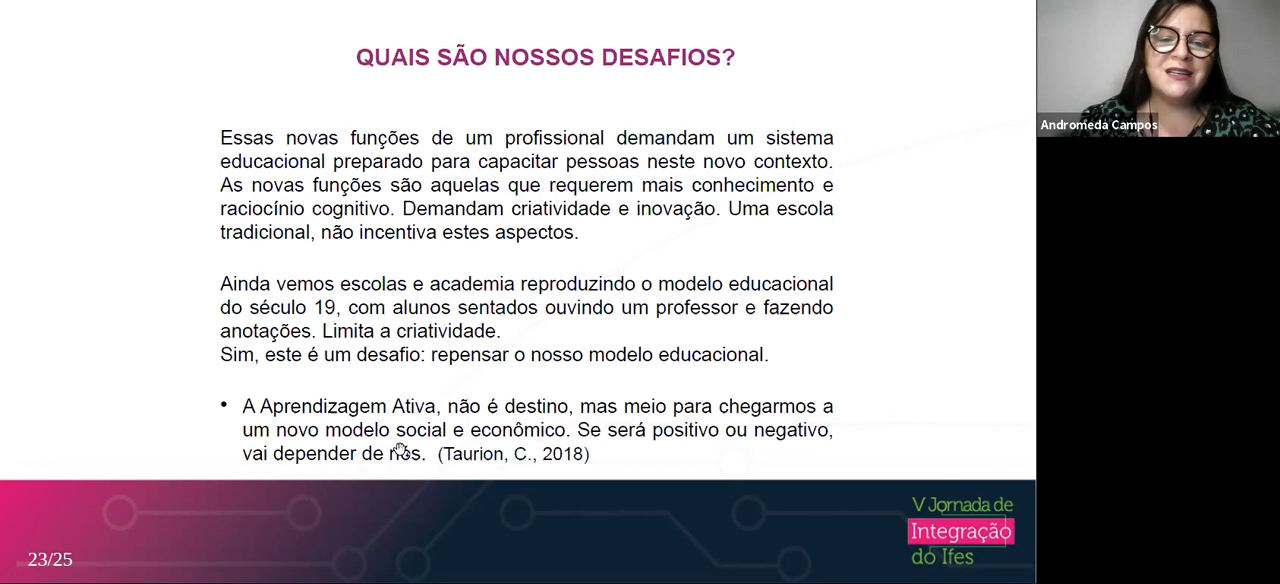 QUAIS SÃO NOSSOS DESAFIOS?
Essas novas funções de um profissional demandam um sistema
educacional preparado para capacitar pessoas neste novo contexto.
As novas funções são aquelas que requerem mais conhecimento e
raciocínio cognitivo. Demandam criatividade e inovação. Uma escola
tradicional, não incentiva estes aspectos.
Ainda vemos escolas e academia reproduzindo o modelo educacional
do século 19, com alunos sentados ouvindo um professor e fazendo
anotações. Limita a criatividade.
Sim, este é um desafio: repensar o nosso modelo educacional.
• A Aprendizagem Ativa, não é destino, mas meio para chegarmos a
um novo modelo social e econômico. Se será positivo ou negativo,
vai depender de nós. (Taurion, C., 2018)
V Jornada de
Integração
do Ifes
23/25
Andromeda Campos